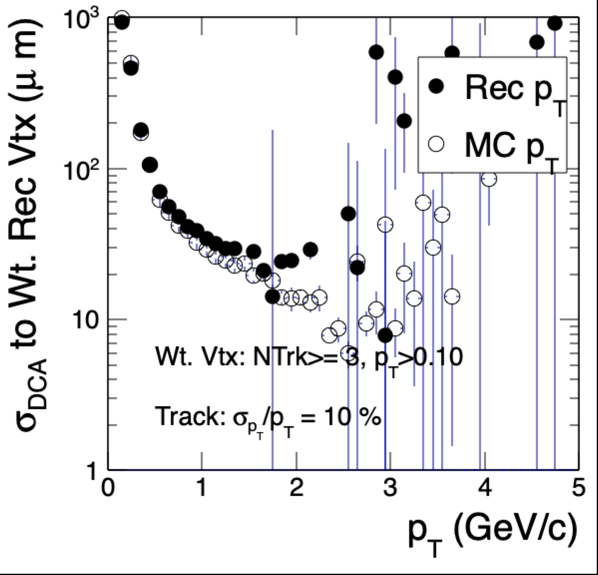 σDCA to Wt. Rec Vtx (μ m)
10³
10²
10
1
Rec pT
MC pT
Wt. Vtx: NTrk>= 3, pT>0.10
Track: σpT/pT = 10 %
0 1 2 3 4 5
pT (GeV/c)